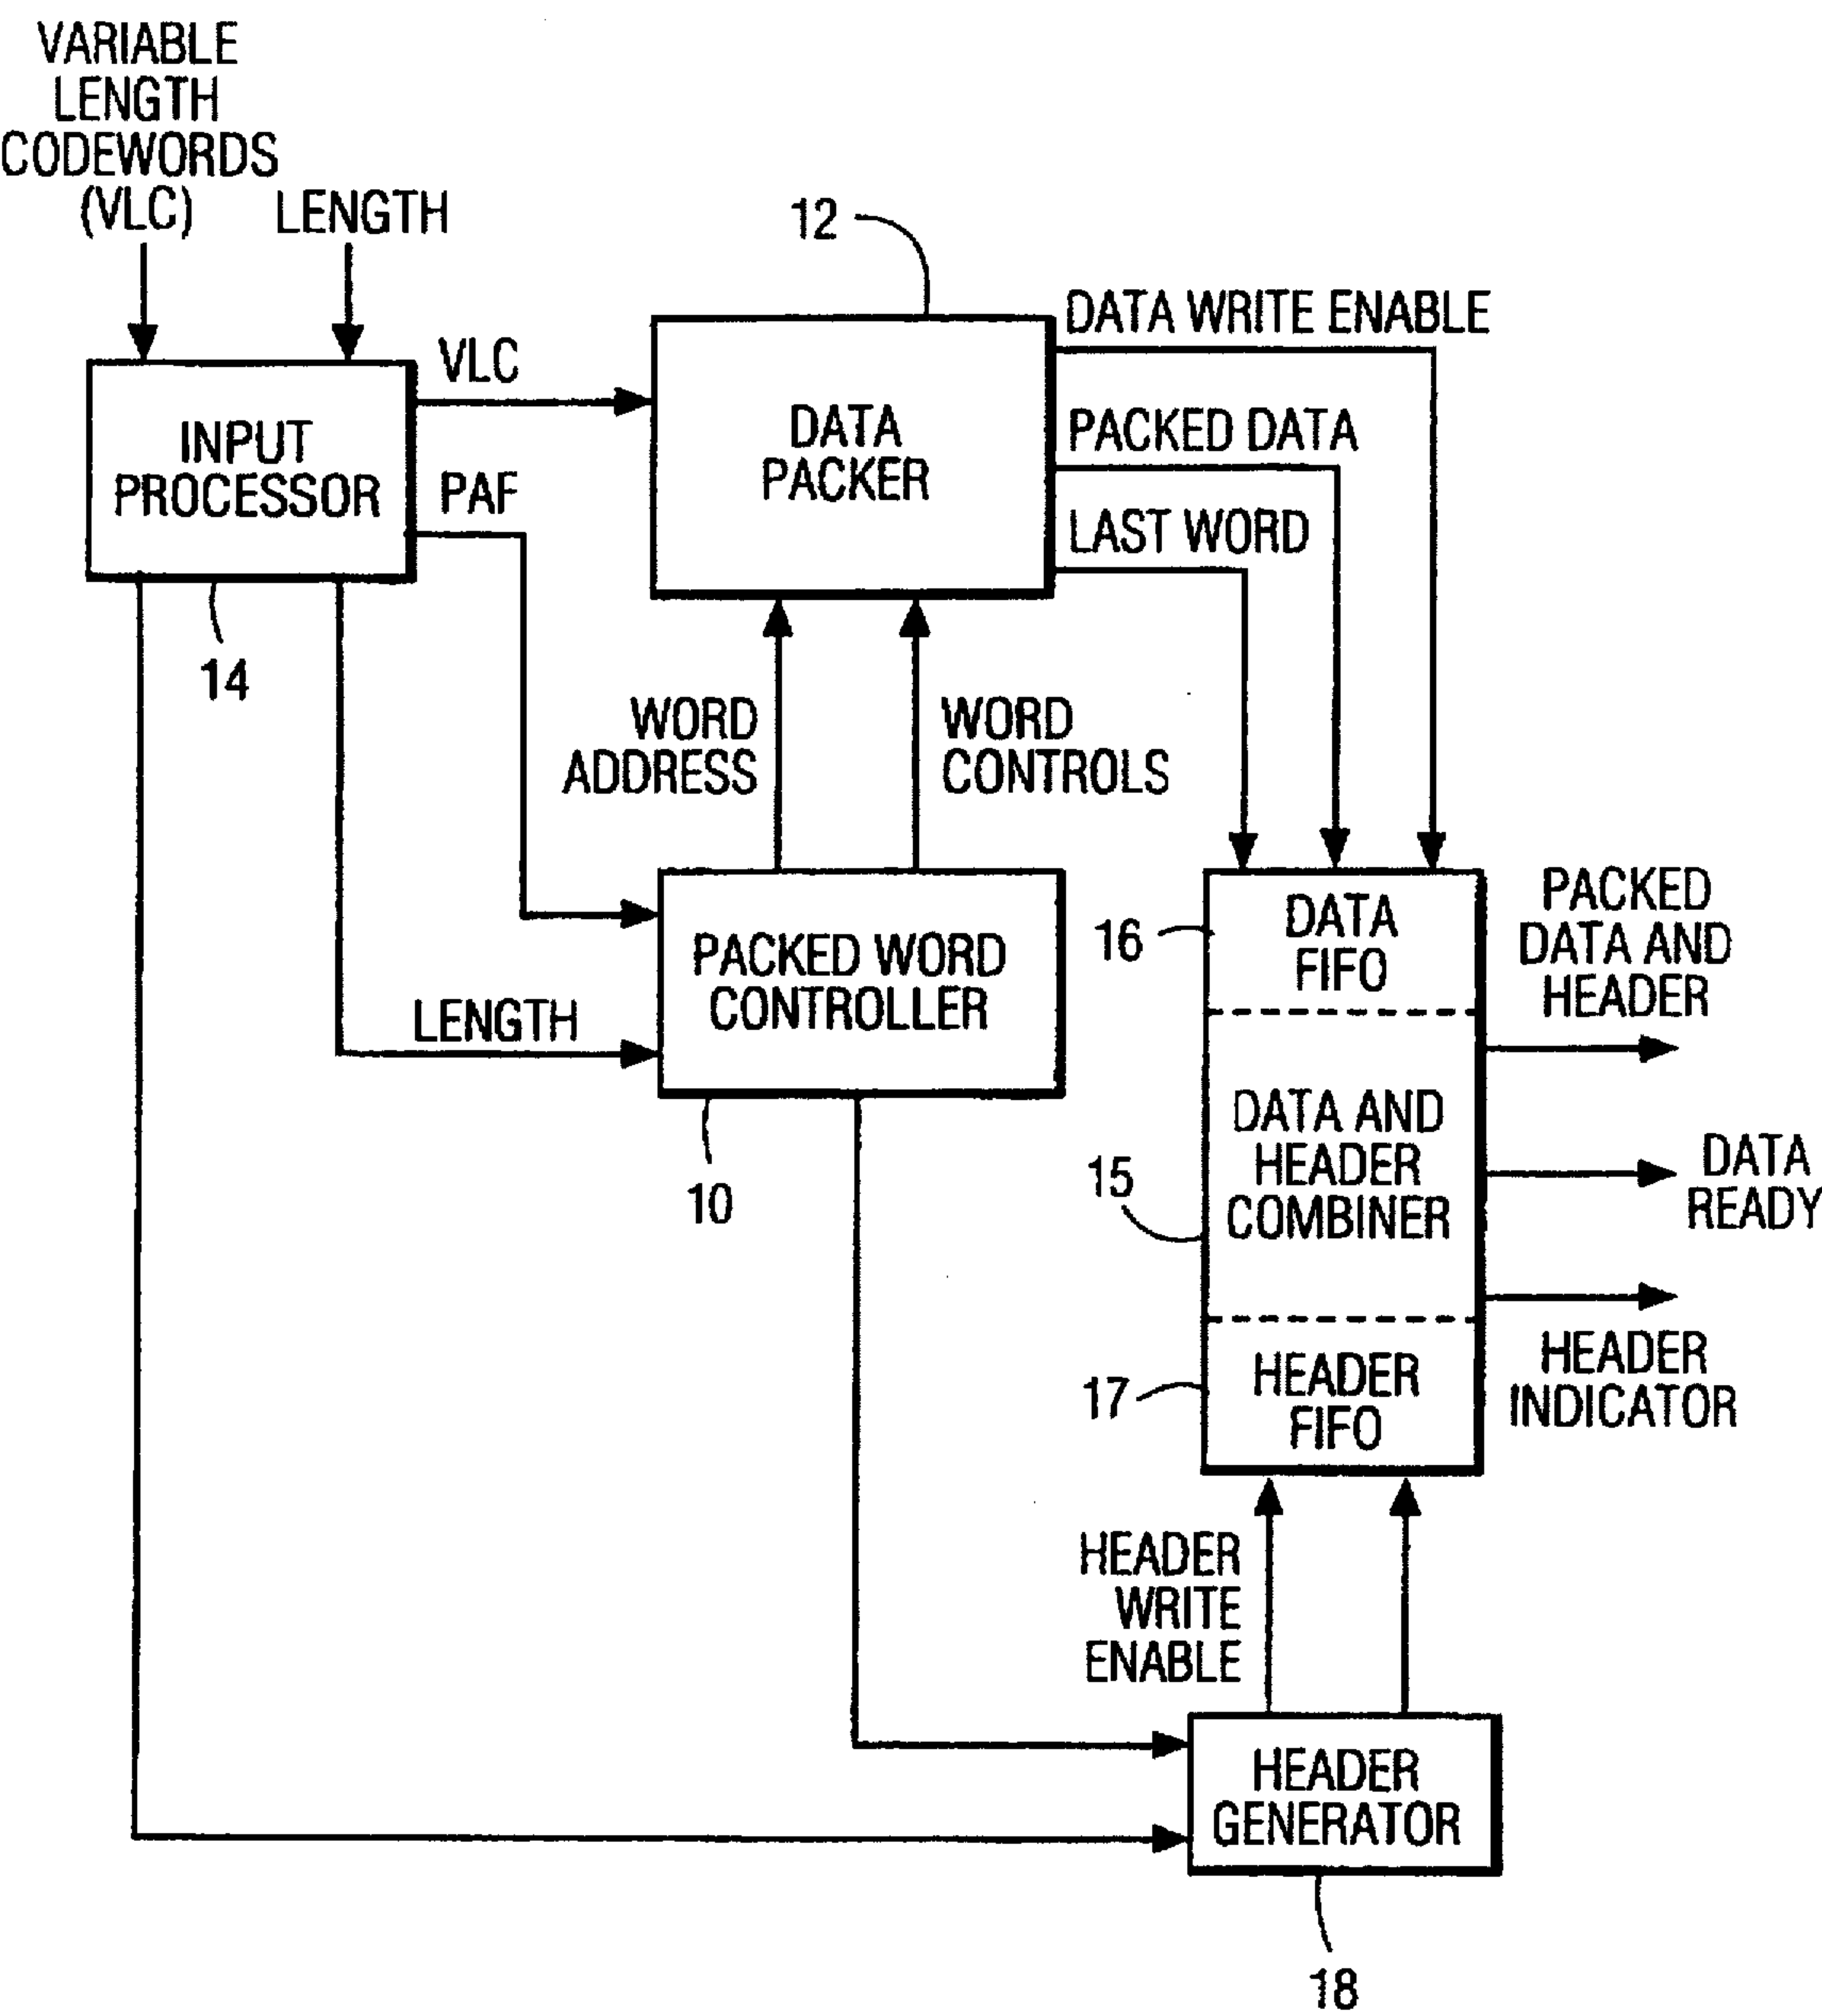 VARIABLE
LENGTH
CODEWORDS
(VLC)
LENGTH
12
DATA WRITE ENABLE
VLC
INPUT
PROCESSOR
DATA
PACKER
PACKED DATA
PAF
LAST WORD
14
WORD
ADDRESS
WORD
CONTROLS
PACKED WORD
CONTROLLER
LENGTH
10
16
DATA
FIFO
PACKED
DATA AND
HEADER
15
DATA AND
HEADER
COMBINER
DATA
READY
17
HEADER
FIFO
HEADER
INDICATOR
HEADER
WRITE
ENABLE
HEADER
GENERATOR
18